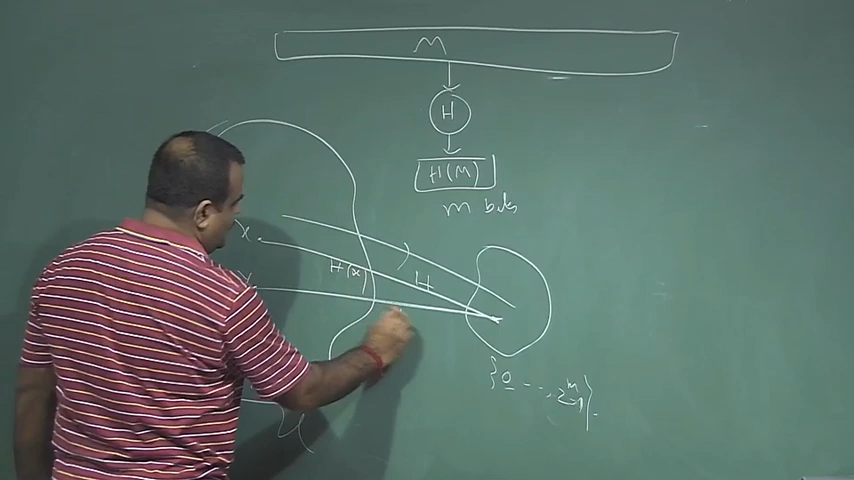 M
H
H(M)
m bits
X
H(x)
H
Y
{0 ..., 2^m-1}.